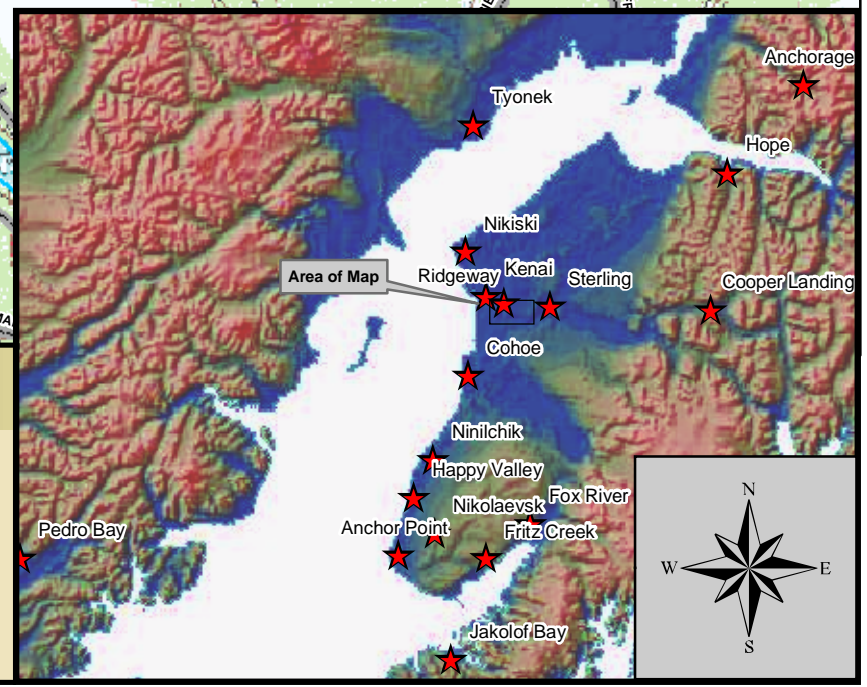 Anchorage
Tyonek
Hope
Nikiski
Area of Map
Ridgeway
Kenai
Sterling
Cooper Landing
Cohoe
Ninilchik
Happy Valley
Nikolaevsk
Fox River
Anchor Point
Fritz Creek
Pedro Bay
Jakolof Bay
N
W
E
S